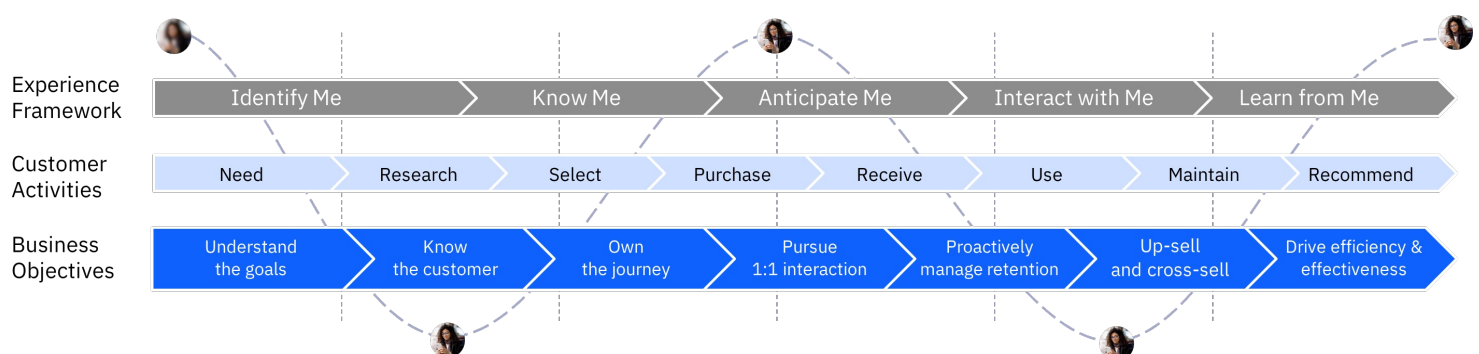 Experience
Framework
Identify Me
Know Me
Anticipate Me
Interact with Me
Learn from Me
Customer
Activities
Need
Research
Select
Purchase
Receive
Use
Maintain
Recommend
Business
Objectives
Understand
the goals
Know
the customer
Own
the journey
Pursue
1:1 interaction
Proactively
manage retention
Up-sell
and cross-sell
Drive efficiency &
effectiveness